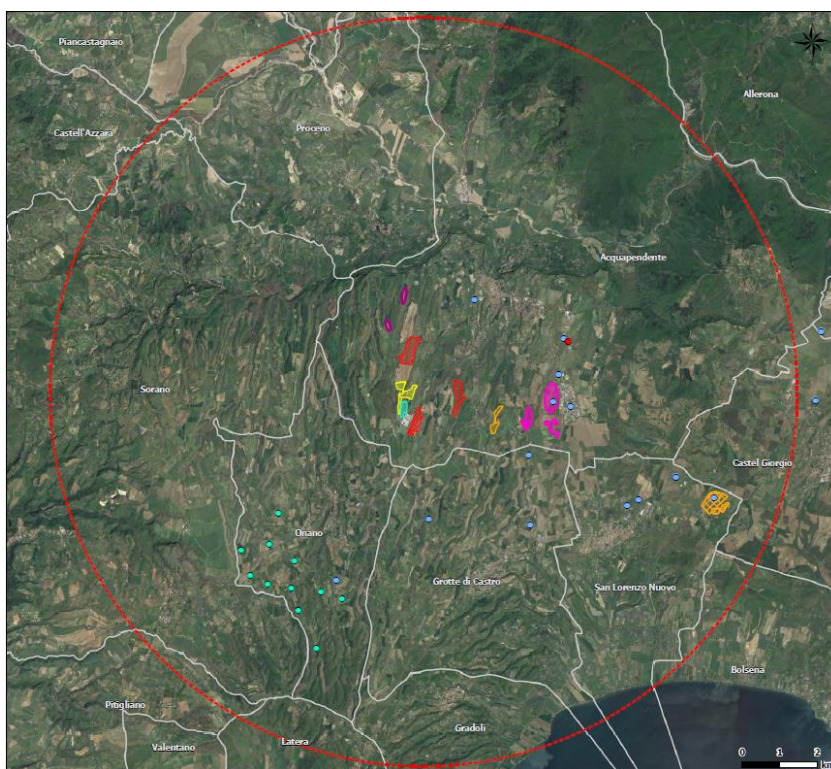 Piancastagnaio
Allerona
Castell'Azzara
Proceno
Acquapendente
Sorano
Castel Giorgio
Onano
Grotte di Castro
San Lorenzo Nuovo
Bolsena
Pitigliano
Gradoli
Latera
Valentano
0 1 2
km